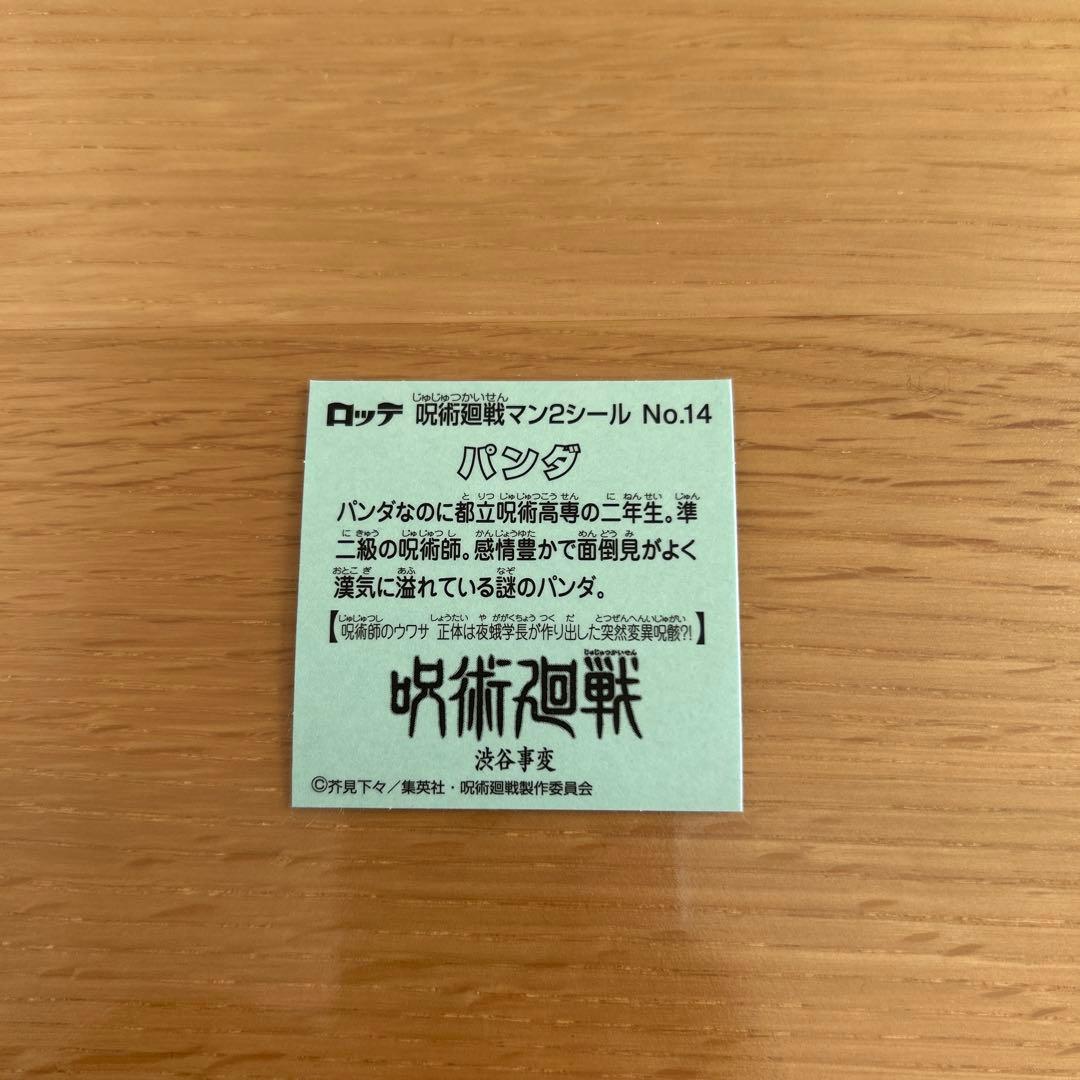 ロッテ 呪術廻戦マン2シール No.14
パンダ
パンダなのに都立呪術高専の二年生。準
二級の呪術師。感情豊かで面倒見がよく
漢気に溢れている謎のパンダ。
【呪術師のウワサ 正体は夜蛾学長が作り出した突然変異呪骸?!】
呪術廻戦
渋谷事変
©芥見下々/集英社・呪術廻戦製作委員会